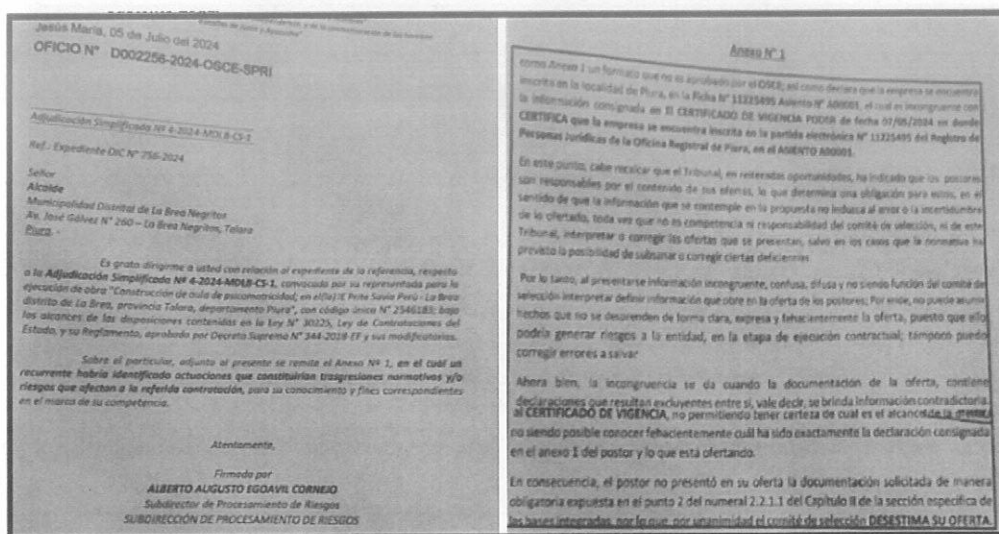 Jesús María, 05 de Julio del 2024
OFICIO N° D002256-2024-OSCE-SPRI
Adjudicación Simplificada Nº 4-2024-MDLB-CS-1
Ref.: Expediente DIC N° 756-2024
Señor
Alcalde
Municipalidad Distrital de La Brea Negritos
Av. José Gálvez N° 260 – La Brea Negritos, Talara
Piura. -
Es grato dirigirme a usted con relación al expediente de la referencia, respecto
a la Adjudicación Simplificada Nº 4-2024-MDLB-CS-1, convocada por su representada para la
ejecución de obra "Construcción de aula de psicomotricidad; en el(la) IE Peite Savia Perú - La Brea
distrito de La Brea, provincia Talara, departamento Piura", con código único N° 2546183; bajo
los alcances de las disposiciones contenidas en la Ley N° 30225, Ley de Contrataciones del
Estado, y su Reglamento, aprobado por Decreto Supremo N° 344-2018-EF y sus modificatorias.
Sobre el particular, adjunto al presente se remite el Anexo Nº 1, en el cual un
recurrente habría identificado actuaciones que constituirían trasgresiones normativas y/o
riesgos que afectan a la referida contratación, para su conocimiento y fines correspondientes
en el marco de su competencia.
Atentamente,
Firmado por
ALBERTO AUGUSTO EGOAVIL CORNEJO
Subdirector de Procesamiento de Riesgos
SUBDIRECCIÓN DE PROCESAMIENTO DE RIESGOS
Anexo N° 1
como Anexo 1 un formato que no es aprobado por el OSCE, así como declara que la empresa se encuentra
inscrita en la localidad de Piura, en la Ficha N° 11225495 Asiento N° A00001, el cual es incongruente con
la información consignada en El CERTIFICADO DE VIGENCIA PODER de fecha 07/05/2024 en donde
CERTIFICA que la empresa se encuentra inscrita en la partida electrónica N° 11225495 del Registro de
Personas Jurídicas de la Oficina Registral de Piura, en el ASIENTO A00001.
En este punto, cabe recalcar que el Tribunal, en reiteradas oportunidades, ha indicado que los postores
son responsables por el contenido de sus ofertas, lo que determina una obligación para estos, en el
sentido de que la información que se contemple en la propuesta no induzca al error o la incertidumbre
de lo ofertado, toda vez que no es competencia ni responsabilidad del comité de selección, ni de este
Tribunal, interpretar o corregir las ofertas que se presentan, salvo en los casos que la normativa ha
previsto la posibilidad de subsanar o corregir ciertas deficiencias.
Por lo tanto, al presentarse información incongruente, confusa, difusa y no siendo función del comité de
selección interpretar definir información que obre en la oferta de los postores; Por ende, no puede asumir
hechos que no se desprenden de forma clara, expresa y fehacientemente la oferta, puesto que ello
podría generar riesgos a la entidad, en la etapa de ejecución contractual; tampoco puedo
corregir errores a salvar
Ahora bien, la incongruencia se da cuando la documentación de la oferta, contiene
declaraciones que resultan excluyentes entre sí, vale decir, se brinda información contradictoria.
al CERTIFICADO DE VIGENCIA, no permitiendo tener certeza de cual es el alcance de la
no siendo posible conocer fehacientemente cuál ha sido exactamente la declaración consignada
en el anexo 1 del postor y lo que está ofertando.
En consecuencia, el postor no presentó en su oferta la documentación solicitada de manera
obligatoria expuesta en el punto 2 del numeral 2.2.1.1 del Capítulo II de la sección específica de
las bases integradas, por lo que, por unanimidad el comité de selección DESESTIMA SU OFERTA.